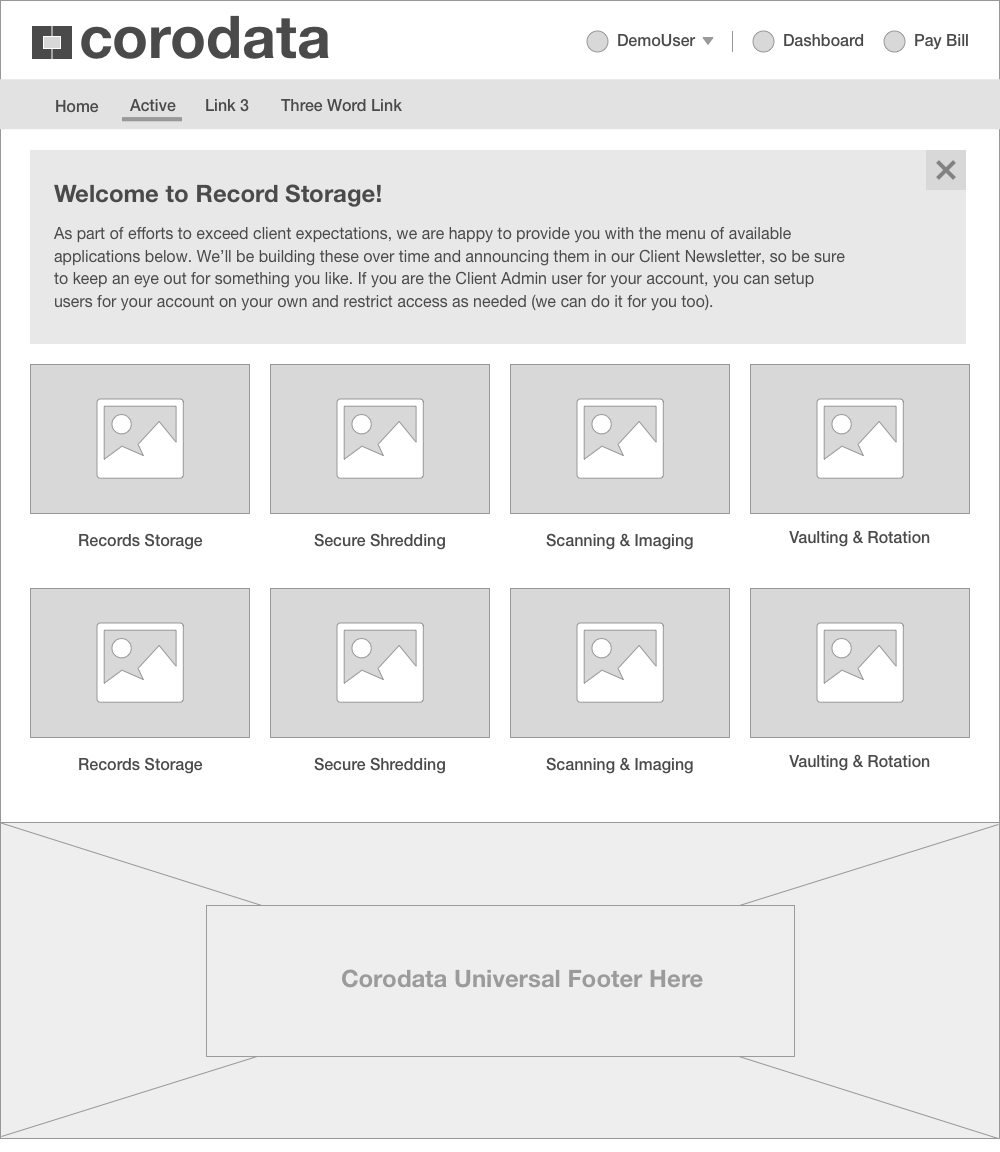 corodata
DemoUser
Dashboard
Pay Bill
Home
Active
Link 3
Three Word Link
Welcome to Record Storage!
As part of efforts to exceed client expectations, we are happy to provide you with the menu of available
applications below. We’ll be building these over time and announcing them in our Client Newsletter, so be sure
to keep an eye out for something you like. If you are the Client Admin user for your account, you can setup
users for your account on your own and restrict access as needed (we can do it for you too).
Records Storage
Secure Shredding
Scanning & Imaging
Vaulting & Rotation
Records Storage
Secure Shredding
Scanning & Imaging
Vaulting & Rotation
Corodata Universal Footer Here